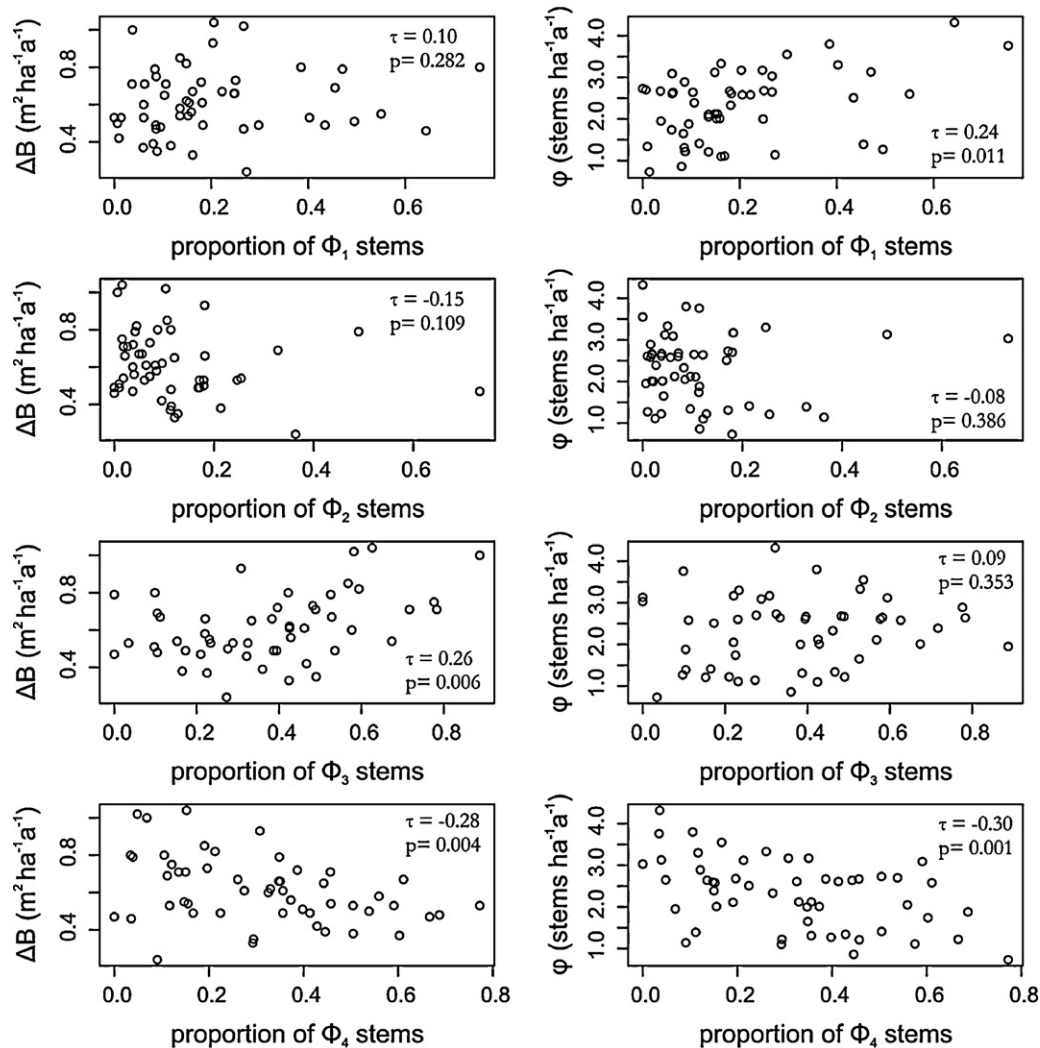 ΔB (m² ha⁻¹a⁻¹)
0.4 0.8
τ = 0.10
p= 0.282
0.0 0.2 0.4 0.6
proportion of Φ₁ stems
φ (stems ha⁻¹a⁻¹)
1.0 2.0 3.0 4.0
τ = 0.24
p= 0.011
0.0 0.2 0.4 0.6
proportion of Φ₁ stems
ΔB (m² ha⁻¹a⁻¹)
0.4 0.8
τ = -0.15
p= 0.109
0.0 0.2 0.4 0.6
proportion of Φ₂ stems
φ (stems ha⁻¹a⁻¹)
1.0 2.0 3.0 4.0
τ = -0.08
p= 0.386
0.0 0.2 0.4 0.6
proportion of Φ₂ stems
ΔB (m² ha⁻¹a⁻¹)
0.4 0.8
τ = 0.26
p= 0.006
0.0 0.2 0.4 0.6 0.8
proportion of Φ₃ stems
φ (stems ha⁻¹a⁻¹)
1.0 2.0 3.0 4.0
τ = 0.09
p= 0.353
0.0 0.2 0.4 0.6 0.8
proportion of Φ₃ stems
ΔB (m² ha⁻¹a⁻¹)
0.4 0.8
τ = -0.28
p= 0.004
0.0 0.2 0.4 0.6 0.8
proportion of Φ₄ stems
φ (stems ha⁻¹a⁻¹)
1.0 2.0 3.0 4.0
τ = -0.30
p= 0.001
0.0 0.2 0.4 0.6 0.8
proportion of Φ₄ stems